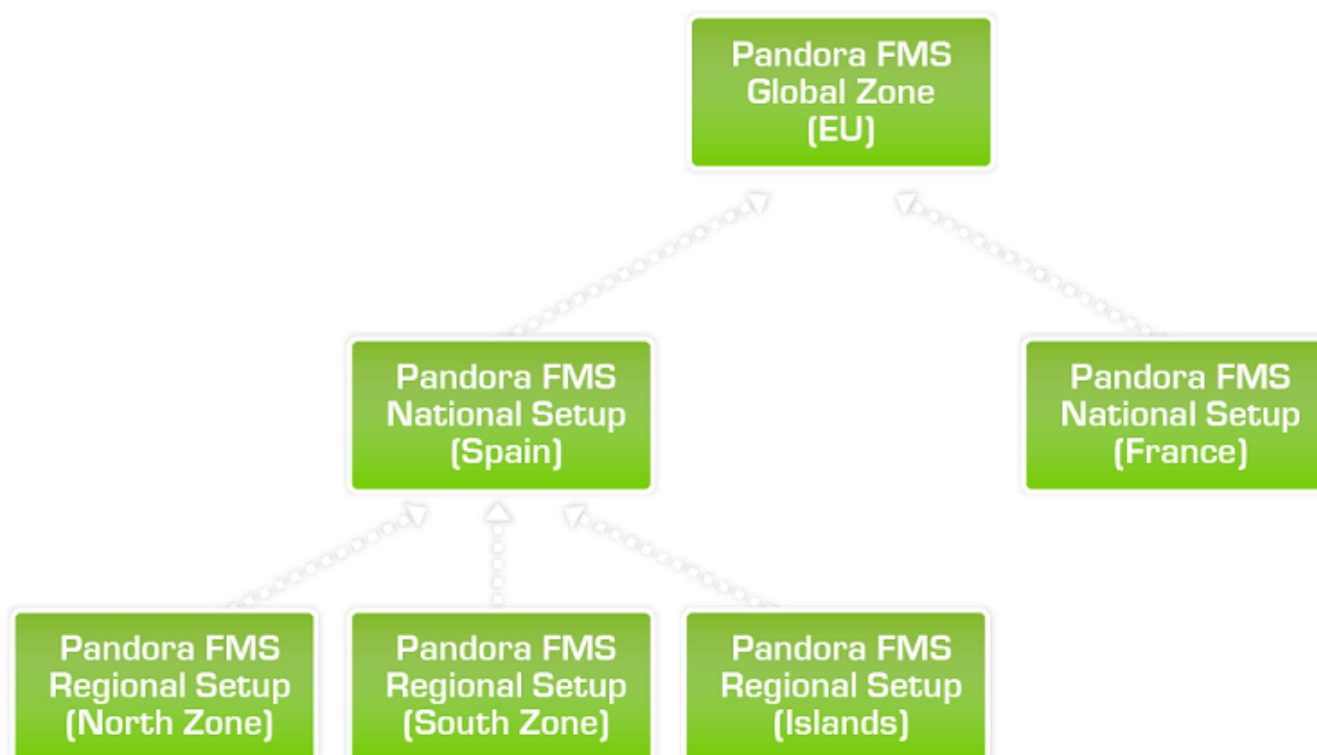 Pandora FMS
Global Zone
(EU)
Pandora FMS
National Setup
(Spain)
Pandora FMS
National Setup
(France)
Pandora FMS
Regional Setup
(North Zone)
Pandora FMS
Regional Setup
(South Zone)
Pandora FMS
Regional Setup
(Islands)